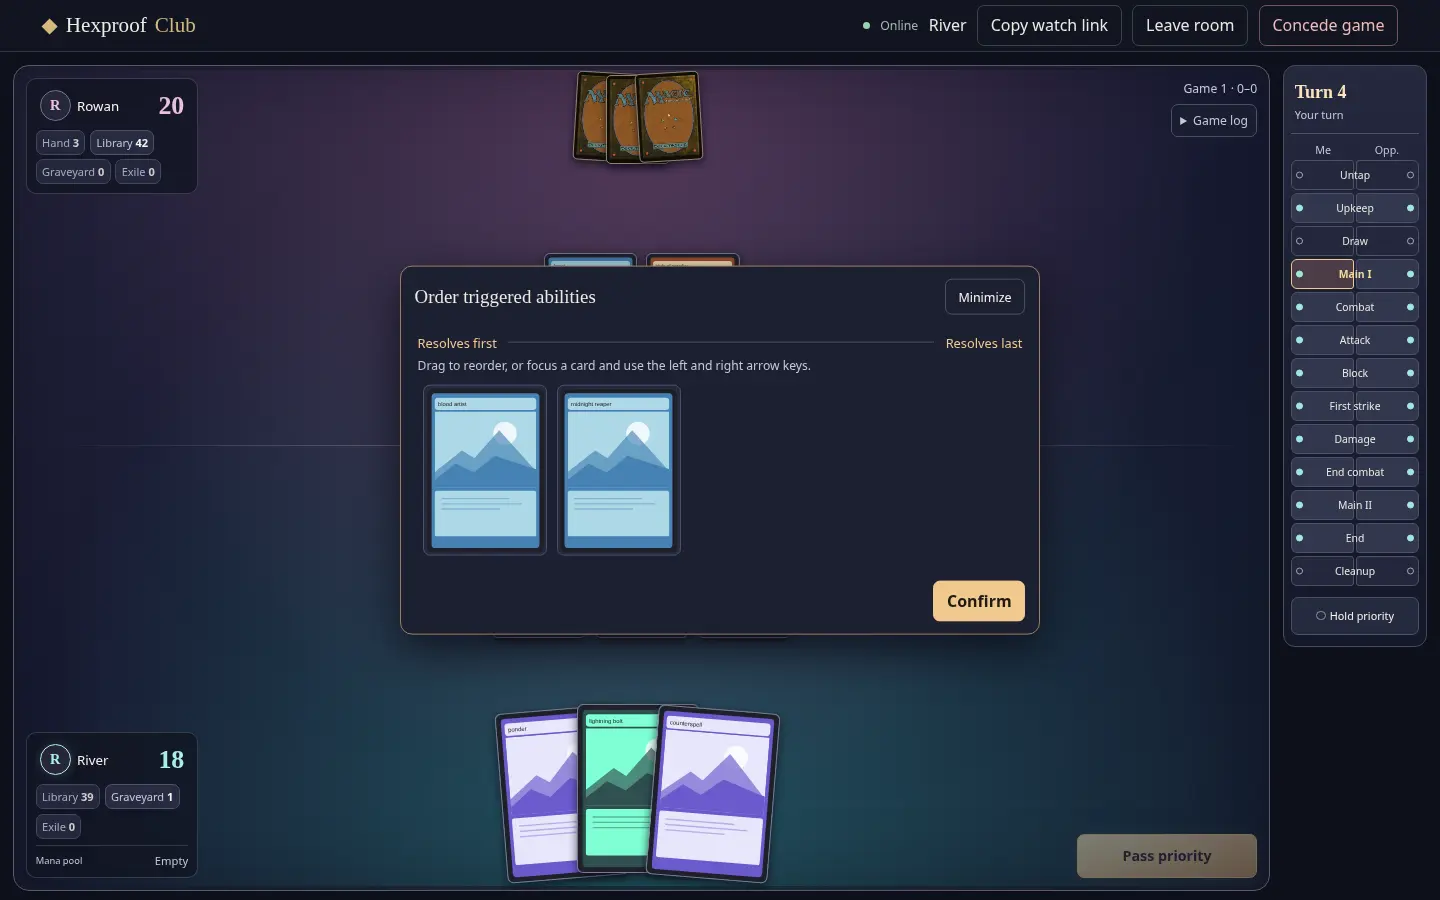 Hexproof Club
Online River
Copy watch link
Leave room
Concede game
R Rowan 20
Hand 3 Library 42
Graveyard 0 Exile 0
Game 1 · 0–0
Game log
Turn 4
Your turn
Me Opp.
Untap
Upkeep
Draw
Main I
Combat
Attack
Block
First strike
Damage
End combat
Main II
End
Cleanup
Hold priority
Order triggered abilities
Minimize
Resolves first Resolves last
Drag to reorder, or focus a card and use the left and right arrow keys.
blood artist
midnight reaper
Confirm
ponder
lightning bolt
counterspell
R River 18
Library 39 Graveyard 1
Exile 0
Mana pool Empty
Pass priority